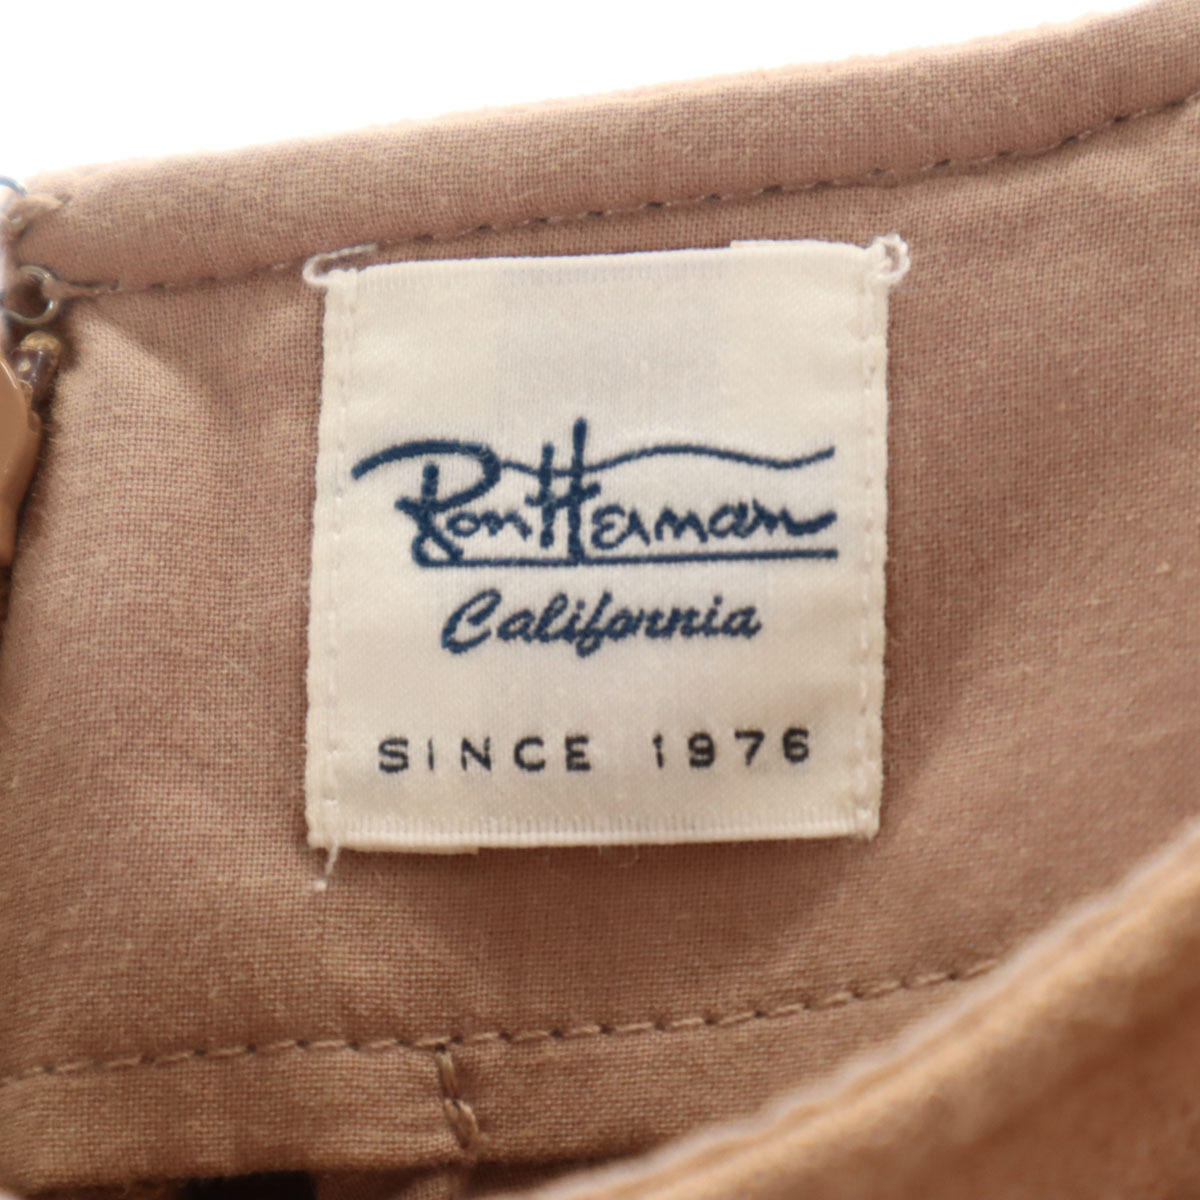 Ron Herman
California
SINCE 1976